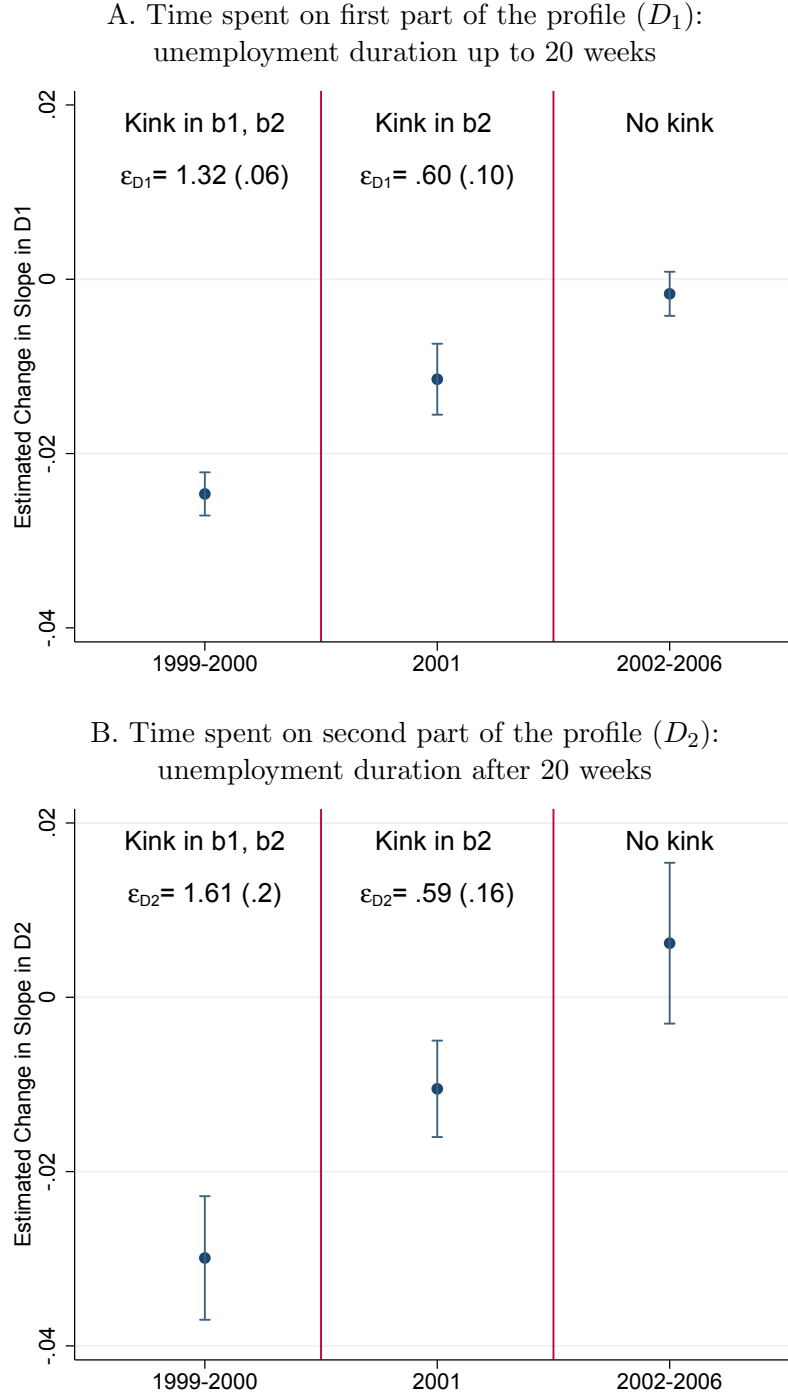 A. Time spent on first part of the profile (D₁):
unemployment duration up to 20 weeks
Kink in b1, b2
Kink in b2
No kink
εD1= 1.32 (.06)
εD1= .60 (.10)
Estimated Change in Slope in D1
.02
0
-.02
-.04
1999-2000
2001
2002-2006
B. Time spent on second part of the profile (D₂):
unemployment duration after 20 weeks
Kink in b1, b2
Kink in b2
No kink
εD2= 1.61 (.2)
εD2= .59 (.16)
Estimated Change in Slope in D2
.02
0
-.02
-.04
1999-2000
2001
2002-2006